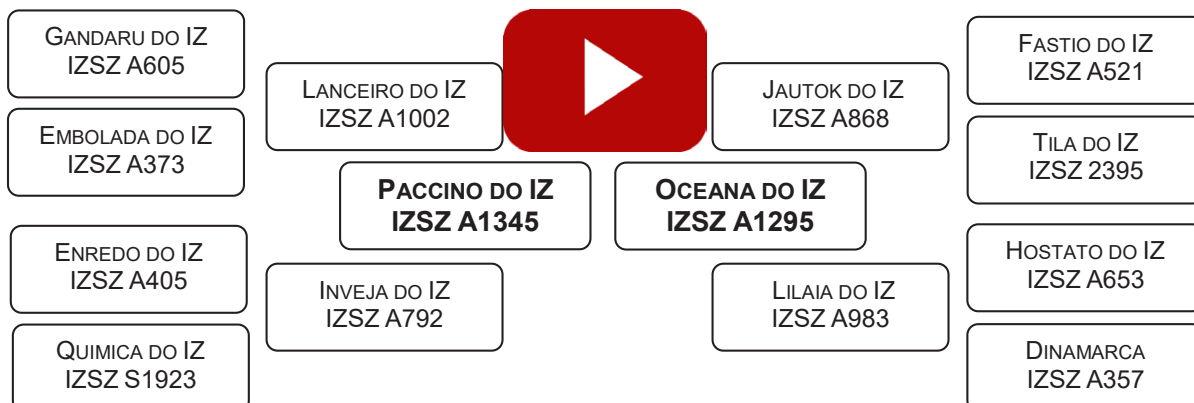 GANDARU DO IZ
IZSZ A605
EMBOLADA DO IZ
IZSZ A373
ENREDO DO IZ
IZSZ A405
QUIMICA DO IZ
IZSZ S1923
LANCEIRO DO IZ
IZSZ A1002
INVEJA DO IZ
IZSZ A792
PACCINO DO IZ
IZSZ A1345
OCEANA DO IZ
IZSZ A1295
JAUTOK DO IZ
IZSZ A868
LILAIA DO IZ
IZSZ A983
FASTIO DO IZ
IZSZ A521
TILA DO IZ
IZSZ 2395
HOSTATO DO IZ
IZSZ A653
DINAMARCA
IZSZ A357